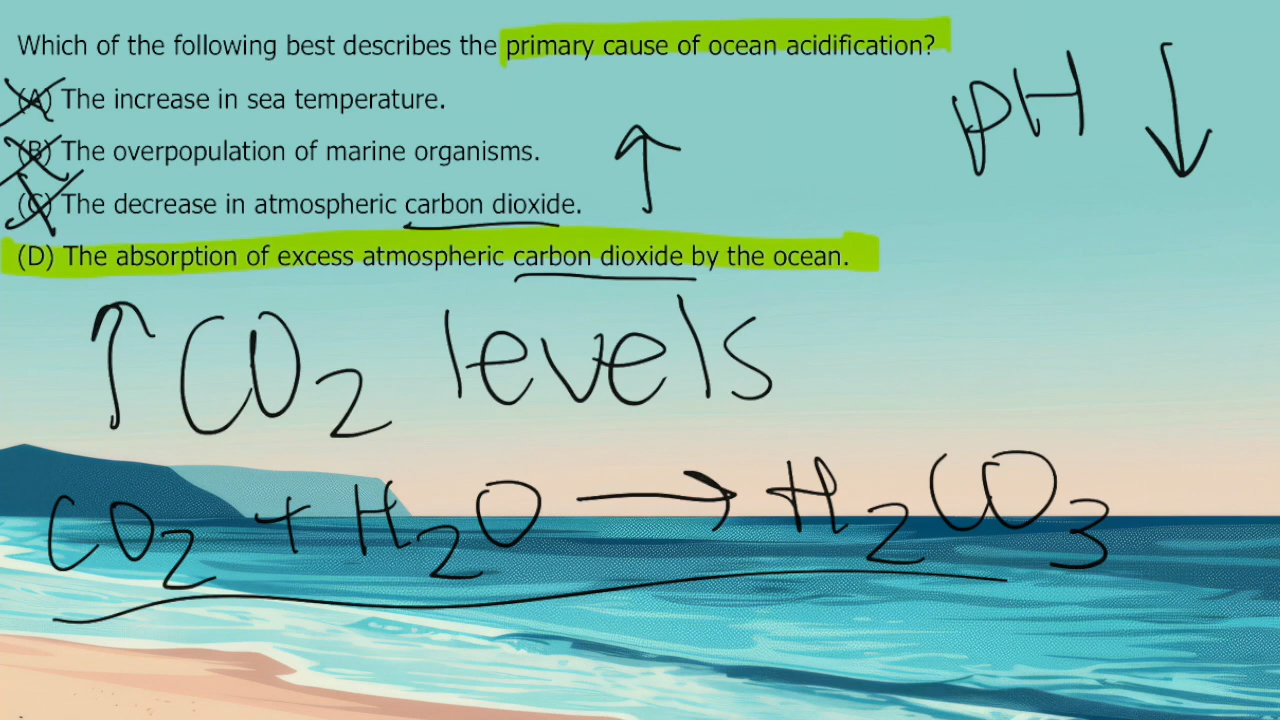 Which of the following best describes the primary cause of ocean acidification?
(A) The increase in sea temperature.
(B) The overpopulation of marine organisms.
(C) The decrease in atmospheric carbon dioxide.
(D) The absorption of excess atmospheric carbon dioxide by the ocean.
pH ↓
↑
↑ CO2 levels
CO2 + H2O → H2CO3